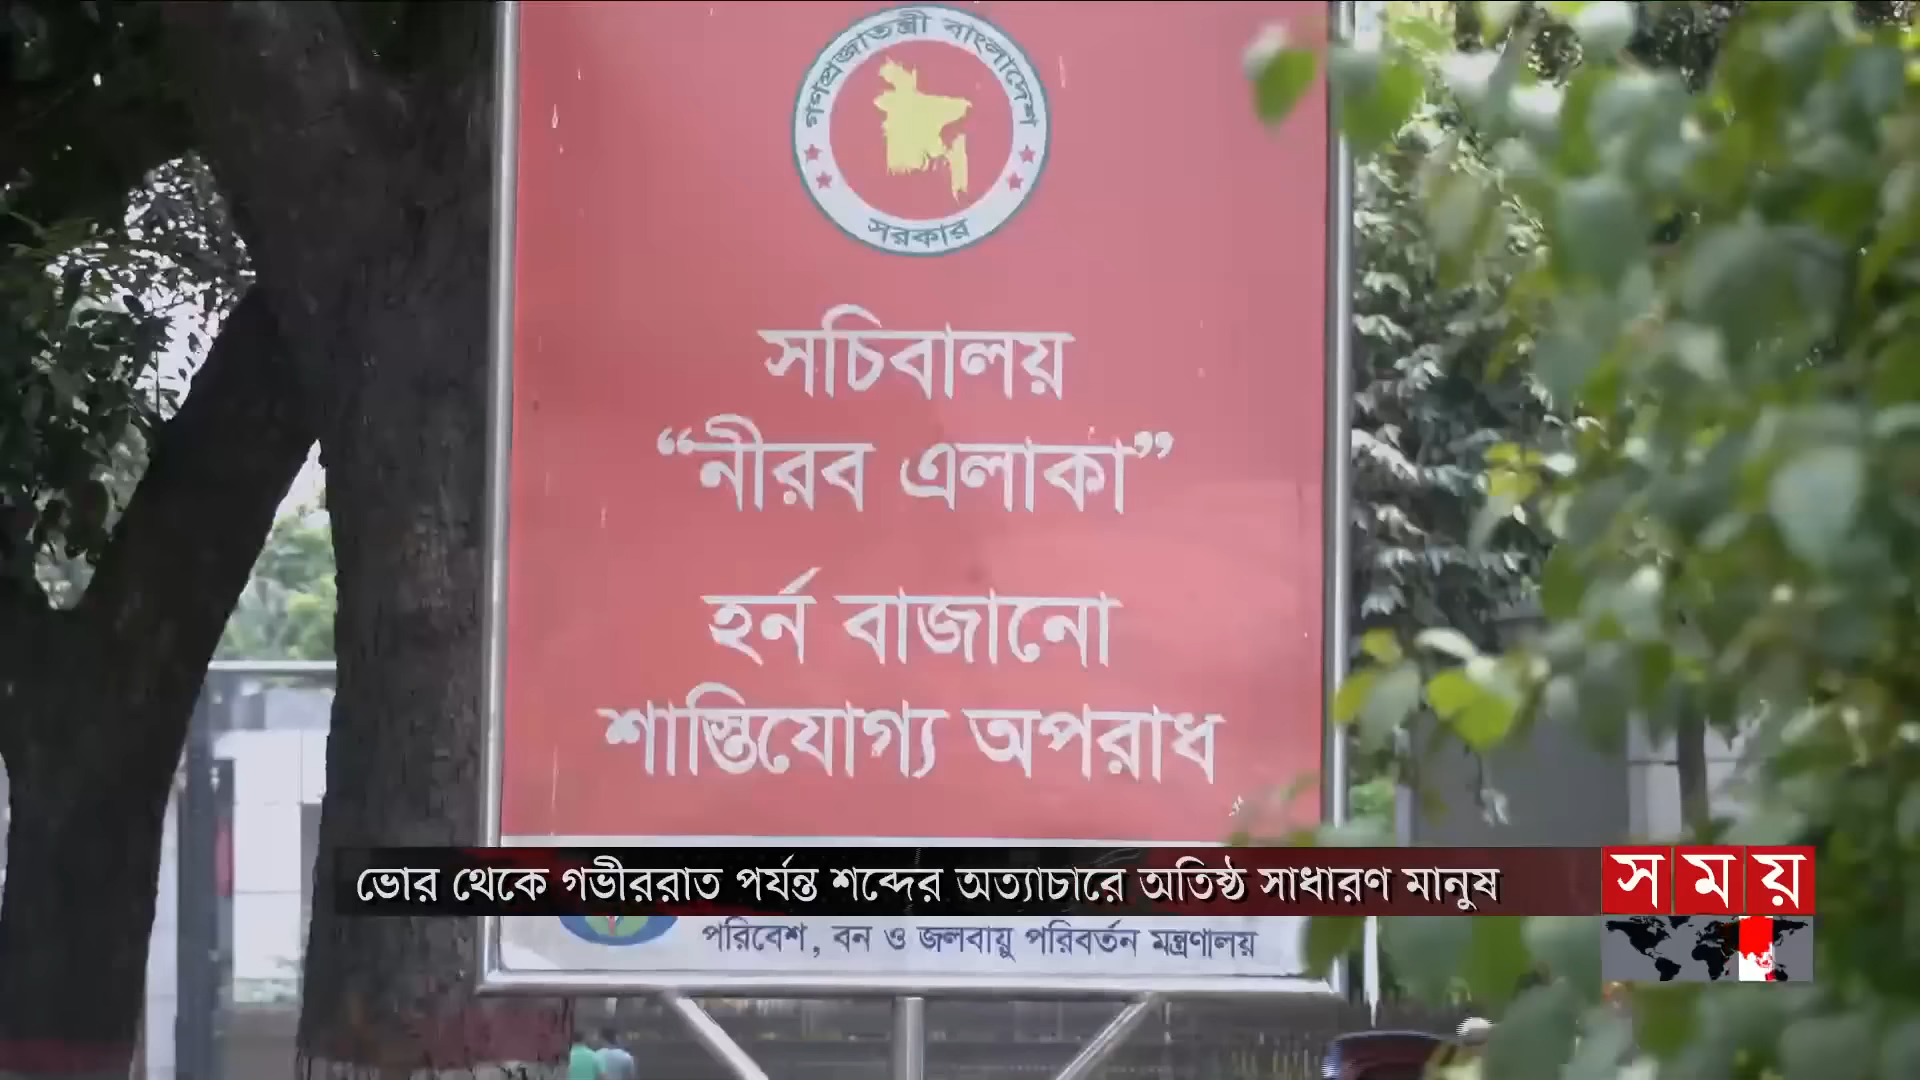 গণপ্রজাতন্ত্রী বাংলাদেশ
সরকার
সচিবালয়
“নীরব এলাকা”
হর্ন বাজানো
শাস্তিযোগ্য অপরাধ
ভোর থেকে গভীররাত পর্যন্ত শব্দের অত্যাচারে অতিষ্ঠ সাধারণ মানুষ
সময়
পরিবেশ, বন ও জলবায়ু পরিবর্তন মন্ত্রণালয়